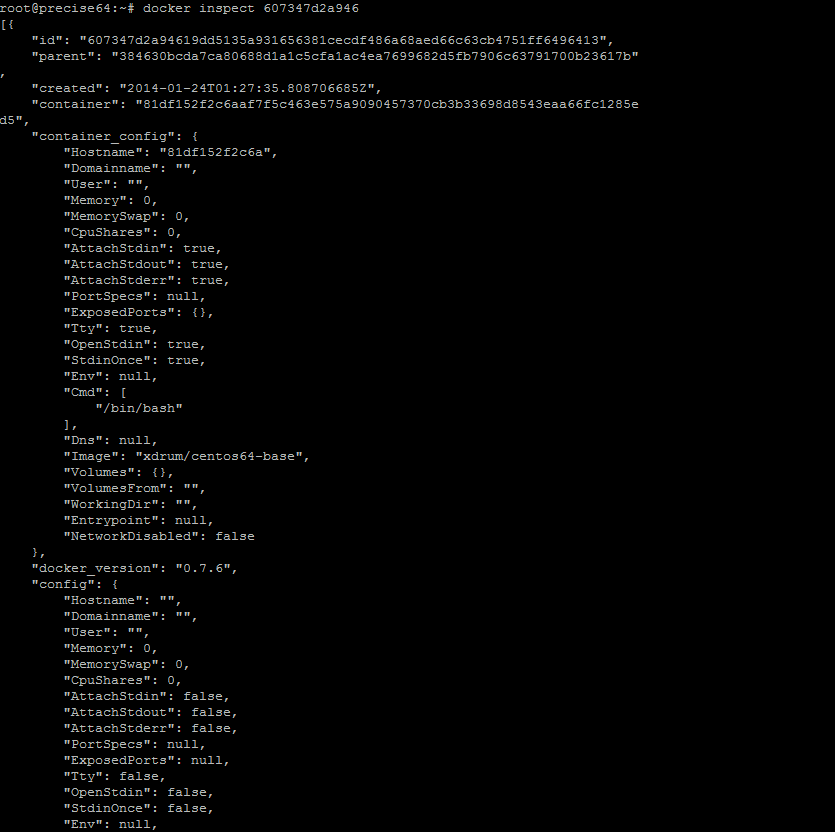 root@precise64:~# docker inspect 607347d2a946
[{
    "id": "607347d2a94619dd5135a931656381cecdf486a68aed66c63cb4751ff6496413",
    "parent": "384630bcda7ca80688d1a1c5cfa1ac4ea7699682d5fb7906c63791700b23617b"
,
    "created": "2014-01-24T01:27:35.808706685Z",
    "container": "81df152f2c6aaf7f5c463e575a9090457370cb3b33698d8543eaa66fc1285e
d5",
    "container_config": {
        "Hostname": "81df152f2c6a",
        "Domainname": "",
        "User": "",
        "Memory": 0,
        "MemorySwap": 0,
        "CpuShares": 0,
        "AttachStdin": true,
        "AttachStdout": true,
        "AttachStderr": true,
        "PortSpecs": null,
        "ExposedPorts": {},
        "Tty": true,
        "OpenStdin": true,
        "StdinOnce": true,
        "Env": null,
        "Cmd": [
            "/bin/bash"
        ],
        "Dns": null,
        "Image": "xdrum/centos64-base",
        "Volumes": {},
        "VolumesFrom": "",
        "WorkingDir": "",
        "Entrypoint": null,
        "NetworkDisabled": false
    },
    "docker_version": "0.7.6",
    "config": {
        "Hostname": "",
        "Domainname": "",
        "User": "",
        "Memory": 0,
        "MemorySwap": 0,
        "CpuShares": 0,
        "AttachStdin": false,
        "AttachStdout": false,
        "AttachStderr": false,
        "PortSpecs": null,
        "ExposedPorts": null,
        "Tty": false,
        "OpenStdin": false,
        "StdinOnce": false,
        "Env": null,